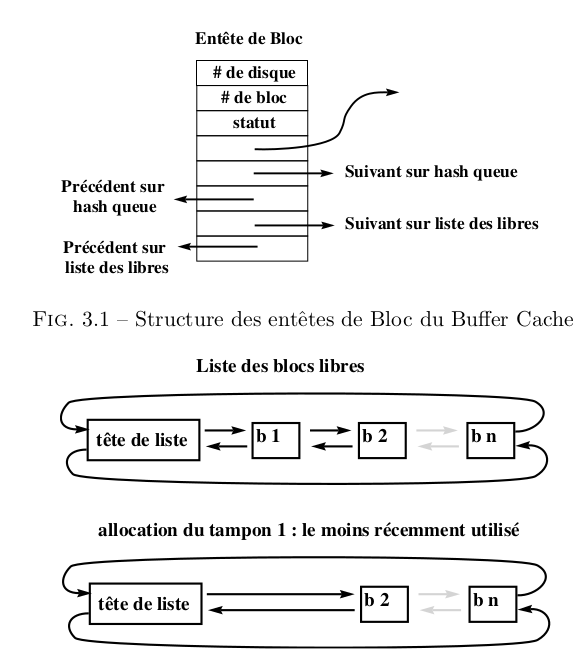 Entête de Bloc
# de disque
# de bloc
statut
Suivant sur hash queue
Précédent sur
hash queue
Suivant sur liste des libres
Précédent sur
liste des libres
FIG. 3.1 – Structure des entêtes de Bloc du Buffer Cache
Liste des blocs libres
tête de liste b 1 b 2 b n
allocation du tampon 1 : le moins récemment utilisé
tête de liste b 2 b n